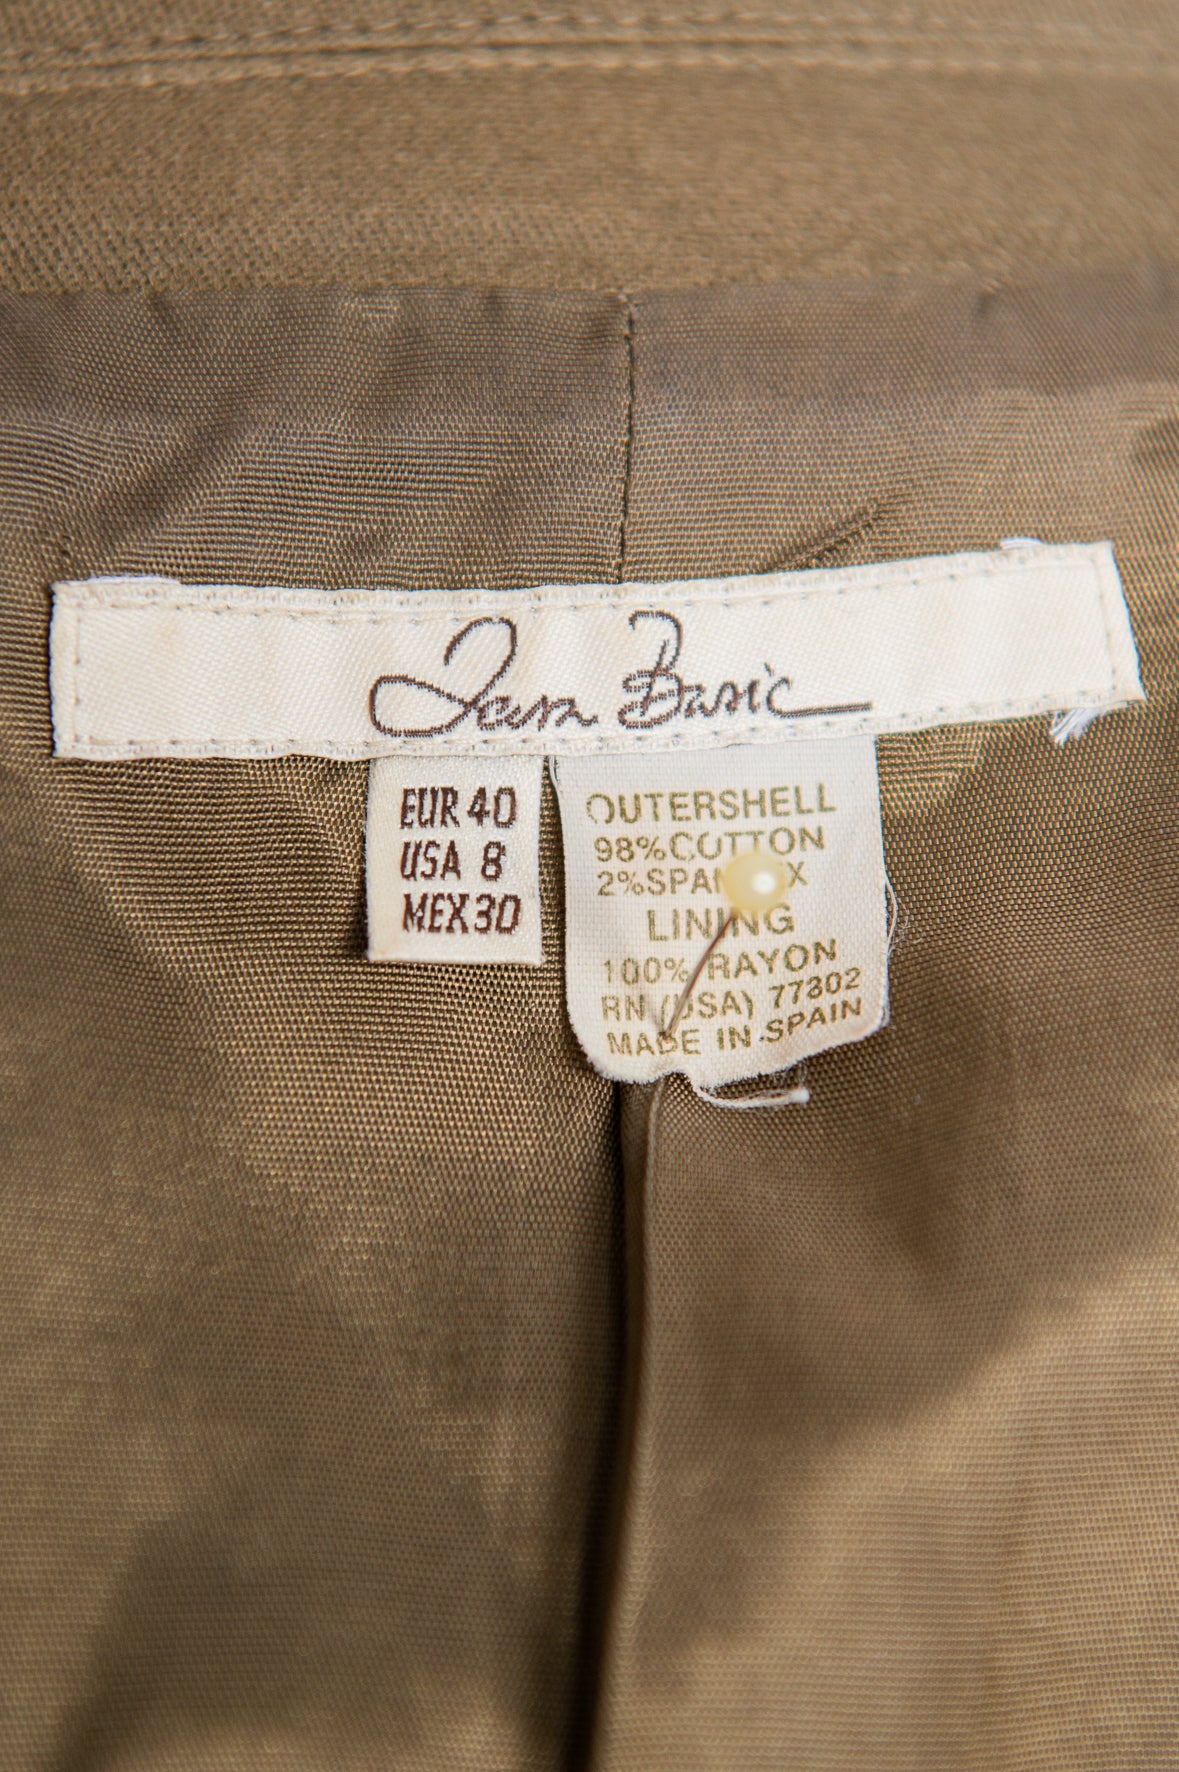 Zara Basic
EUR 40
USA 8
MEX 30
OUTERSHELL
98% COTTON
LINING
100% RAYON
RN (USA) 77302
MADE IN SPAIN